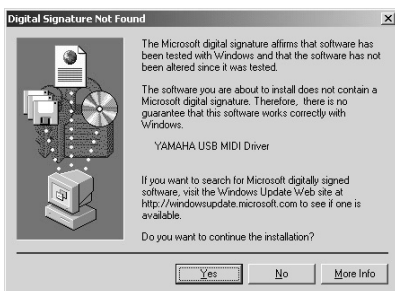 Digital Signature Not Found
The Microsoft digital signature affirms that software has
been tested with Windows and that the software has not
been altered since it was tested.
The software you are about to install does not contain a
Microsoft digital signature. Therefore, there is no
guarantee that this software works correctly with
Windows.
YAMAHA USB MIDI Driver
If you want to search for Microsoft digitally signed
software, visit the Windows Update Web site at
http://windowsupdate.microsoft.com to see if one is
available.
Do you want to continue the installation?
Yes No More Info